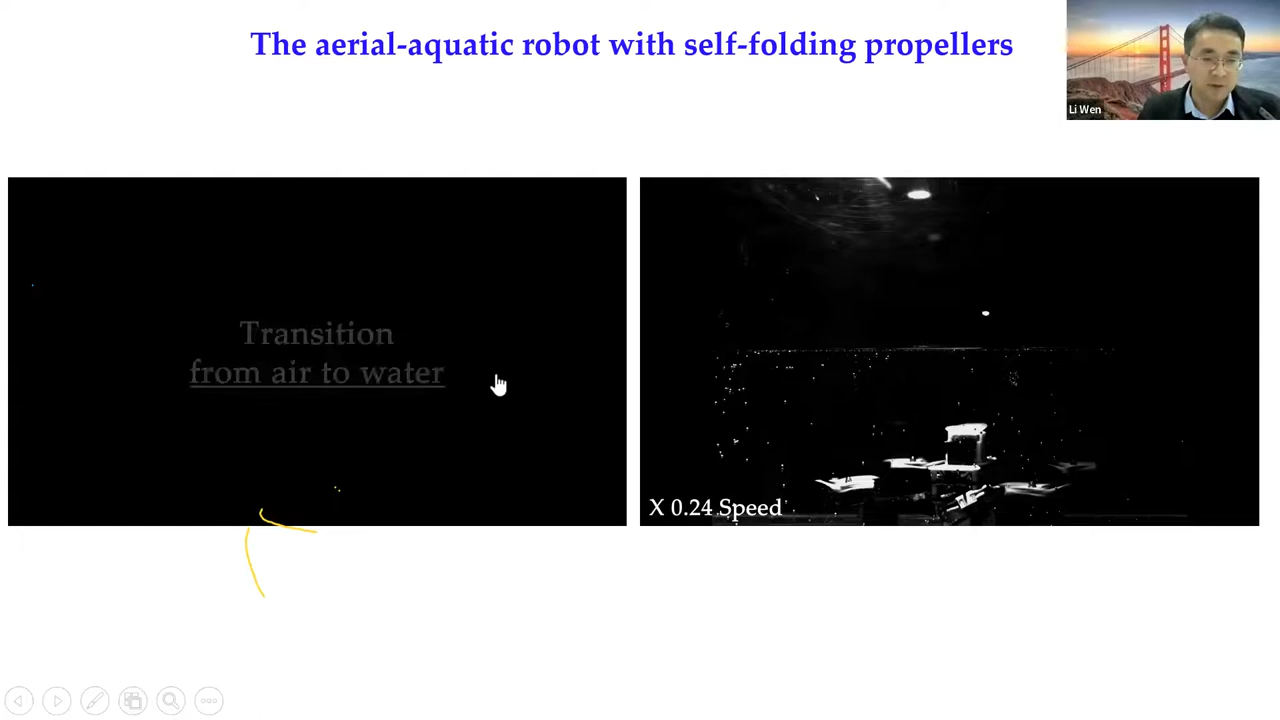 The aerial-aquatic robot with self-folding propellers
Li Wen
Transition
from air to water
X 0.24 Speed